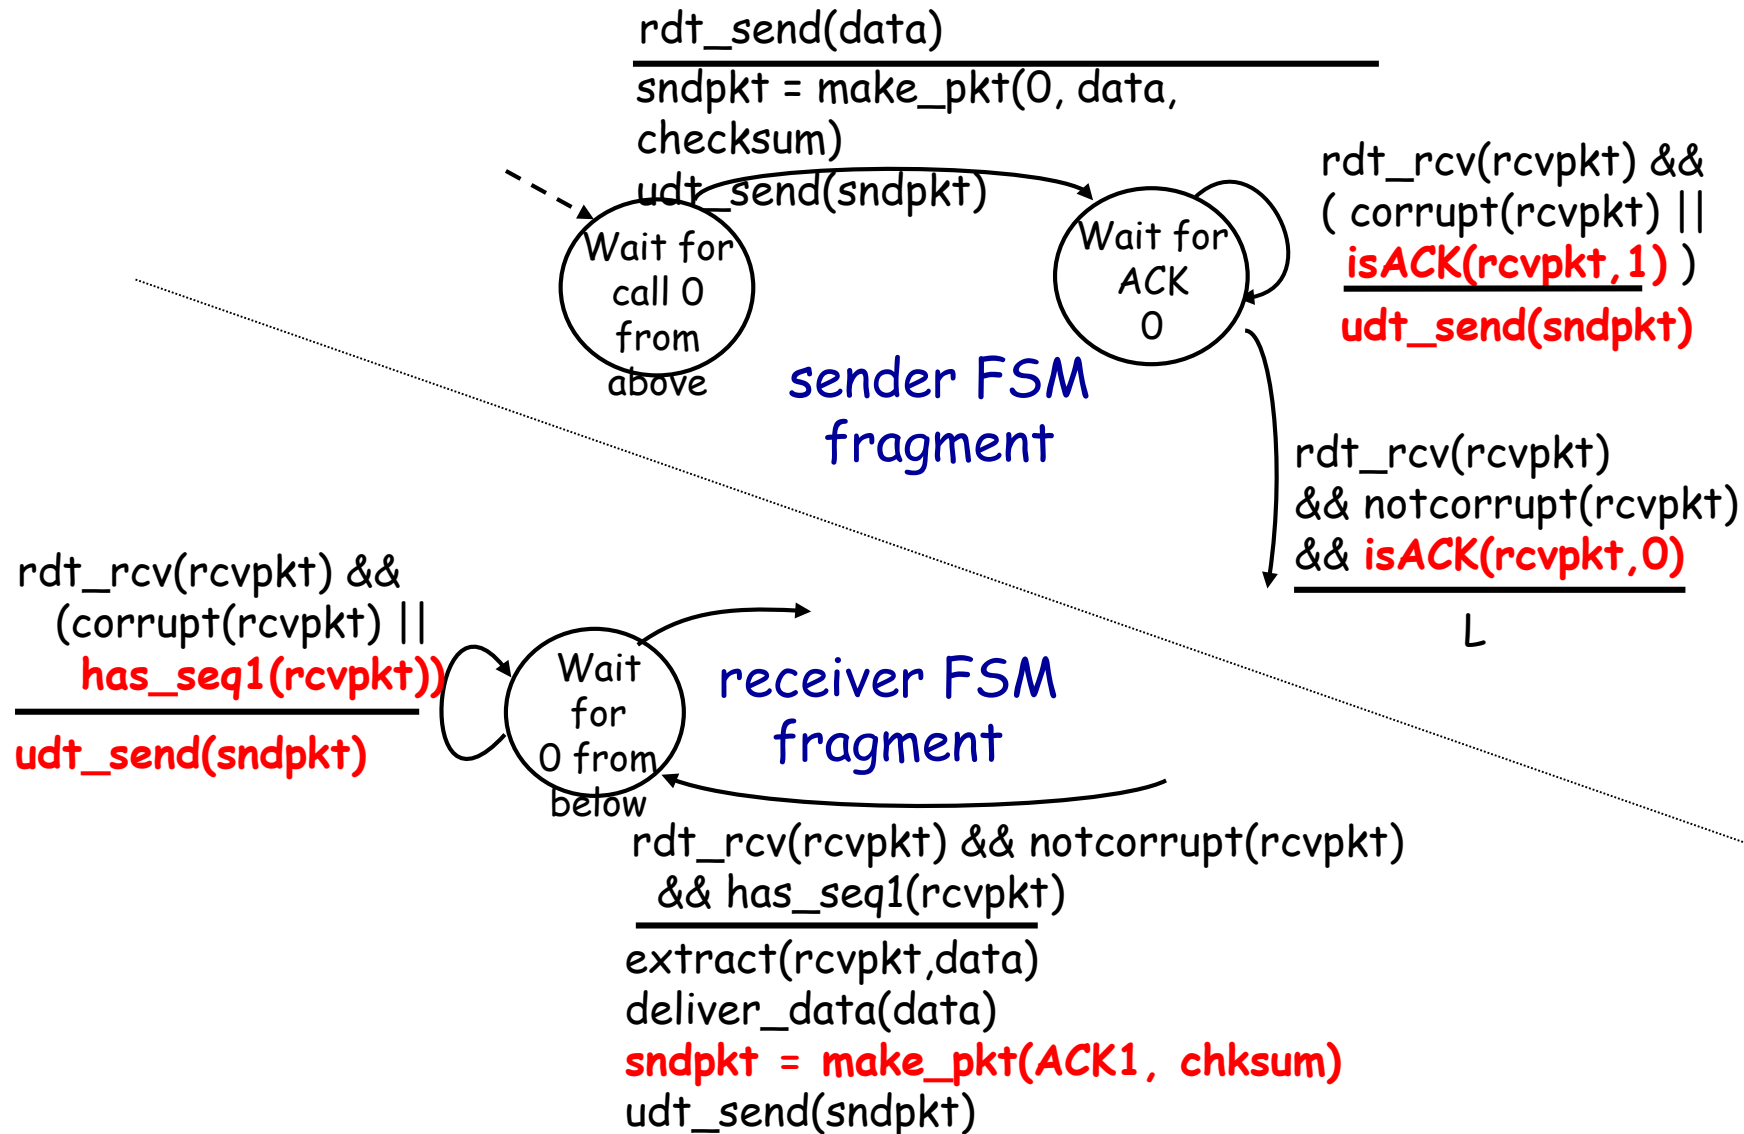 rdt_send(data)
sndpkt = make_pkt(0, data,
checksum)
udt_send(sndpkt)
Wait for
call 0
from
above
Wait for
ACK
0
rdt_rcv(rcvpkt) &&
( corrupt(rcvpkt) ||
isACK(rcvpkt,1) )
udt_send(sndpkt)
sender FSM
fragment
rdt_rcv(rcvpkt)
&& notcorrupt(rcvpkt)
&& isACK(rcvpkt,0)
L
rdt_rcv(rcvpkt) &&
(corrupt(rcvpkt) ||
has_seq1(rcvpkt))
udt_send(sndpkt)
Wait
for
0 from
below
receiver FSM
fragment
rdt_rcv(rcvpkt) && notcorrupt(rcvpkt)
&& has_seq1(rcvpkt)
extract(rcvpkt,data)
deliver_data(data)
sndpkt = make_pkt(ACK1, chksum)
udt_send(sndpkt)